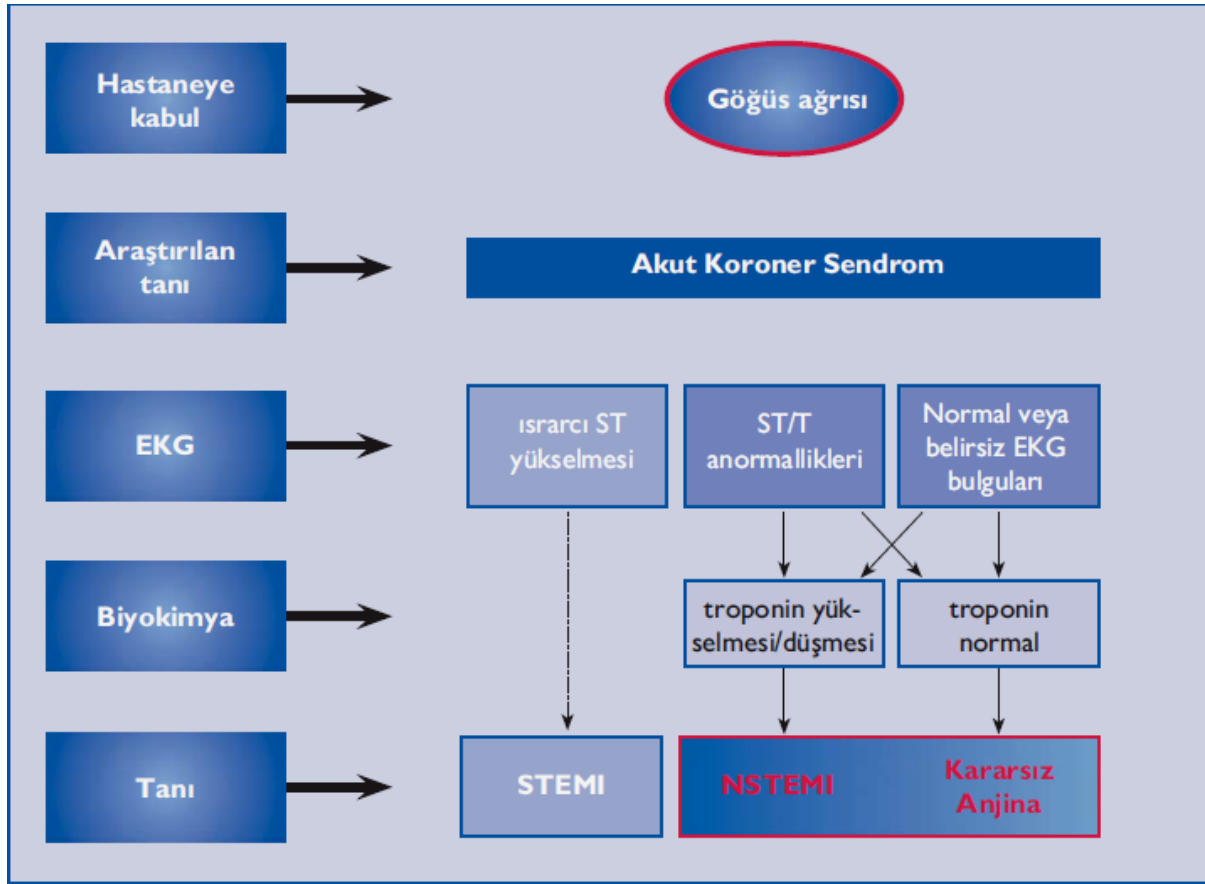 Hastaneye
kabul
Göğüs ağrısı
Araştırılan
tanı
Akut Koroner Sendrom
EKG
ısrarcı ST
yükselmesi
ST/T
anormallikleri
Normal veya
belirsiz EKG
bulguları
Biyokimya
troponin yük-
selmesi/düşmesi
troponin
normal
Tanı
STEMI
NSTEMI
Kararsız
Anjina